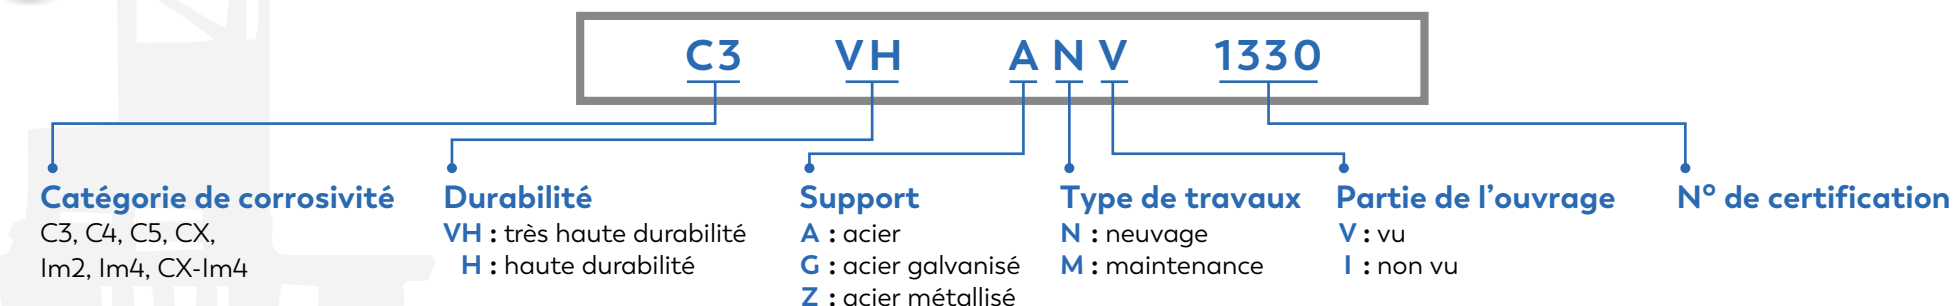 C3 VH A N V 1330
Catégorie de corrosivité
C3, C4, C5, CX,
Im2, Im4, CX-Im4
Durabilité
VH : très haute durabilité
H : haute durabilité
Support
A : acier
G : acier galvanisé
Z : acier métallisé
Type de travaux
N : neuvage
M : maintenance
Partie de l’ouvrage
V : vu
I : non vu
N° de certification